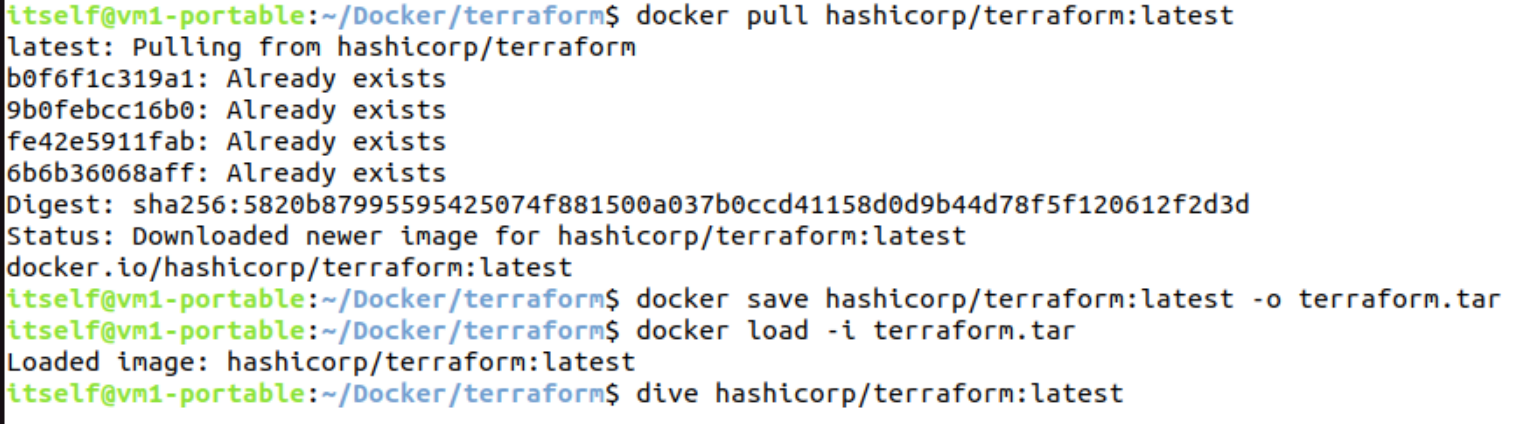 itself@vm1-portable:~/Docker/terraform$ docker pull hashicorp/terraform:latest
latest: Pulling from hashicorp/terraform
b0f6f1c319a1: Already exists
9b0febcc16b0: Already exists
fe42e5911fab: Already exists
6b6b36068aff: Already exists
Digest: sha256:5820b87995595425074f881500a037b0ccd41158d0d9b44d78f5f120612f2d3d
Status: Downloaded newer image for hashicorp/terraform:latest
docker.io/hashicorp/terraform:latest
itself@vm1-portable:~/Docker/terraform$ docker save hashicorp/terraform:latest -o terraform.tar
itself@vm1-portable:~/Docker/terraform$ docker load -i terraform.tar
Loaded image: hashicorp/terraform:latest
itself@vm1-portable:~/Docker/terraform$ dive hashicorp/terraform:latest